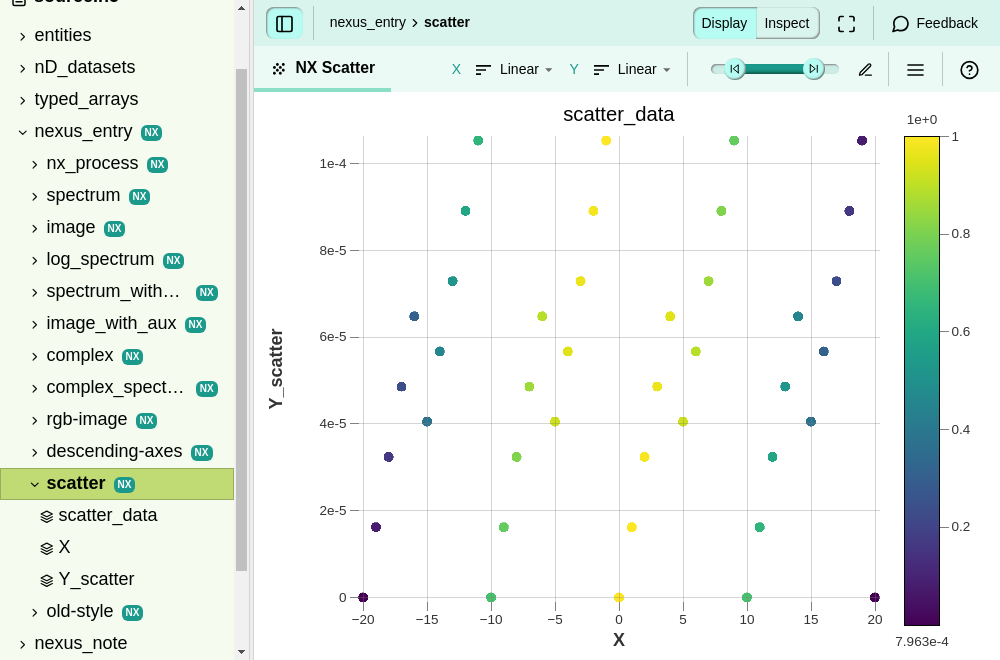 entities
nD_datasets
typed_arrays
nexus_entry NX
nx_process NX
spectrum NX
image NX
log_spectrum NX
spectrum_with… NX
image_with_aux NX
complex NX
complex_spect… NX
rgb-image NX
descending-axes NX
scatter NX
scatter_data
X
Y_scatter
old-style NX
nexus_note
nexus_entry > scatter
Display Inspect
Feedback
NX Scatter
X Linear
Y Linear
scatter_data
1e+0
1
0.8
0.6
0.4
0.2
7.963e-4
1e-4
8e-5
6e-5
4e-5
2e-5
0
Y_scatter
−20 −15 −10 −5 0 5 10 15 20
X